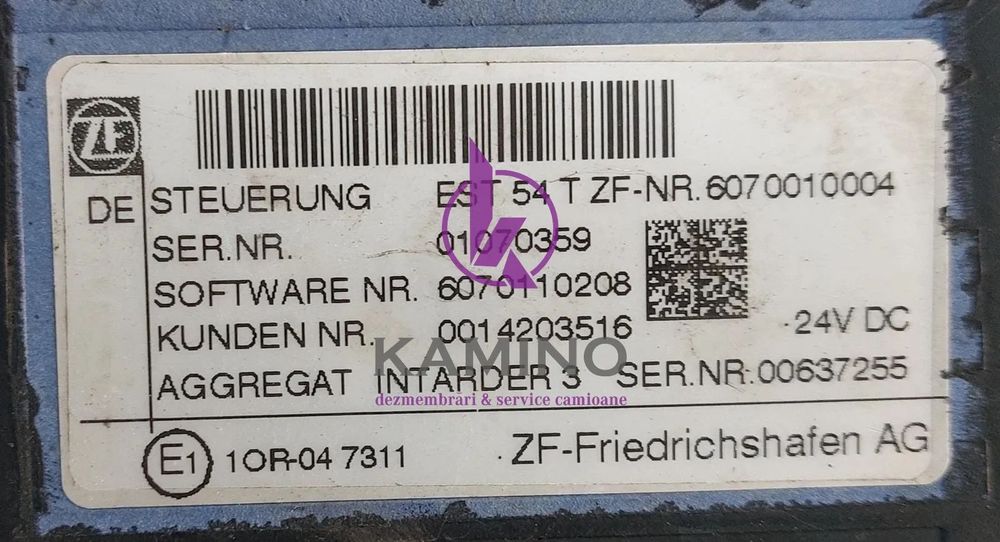 ZF
DE STEUERUNG EST 54 T ZF-NR.6070010004
SER.NR. 01070359
SOFTWARE NR. 6070110208
KUNDEN NR. 0014203516 24V DC
KAMINO
AGGREGAT INTARDER 3 SER.NR.00637255
dezmembrari & service camioane
E1 10R-04 7311 ZF-Friedrichshafen AG